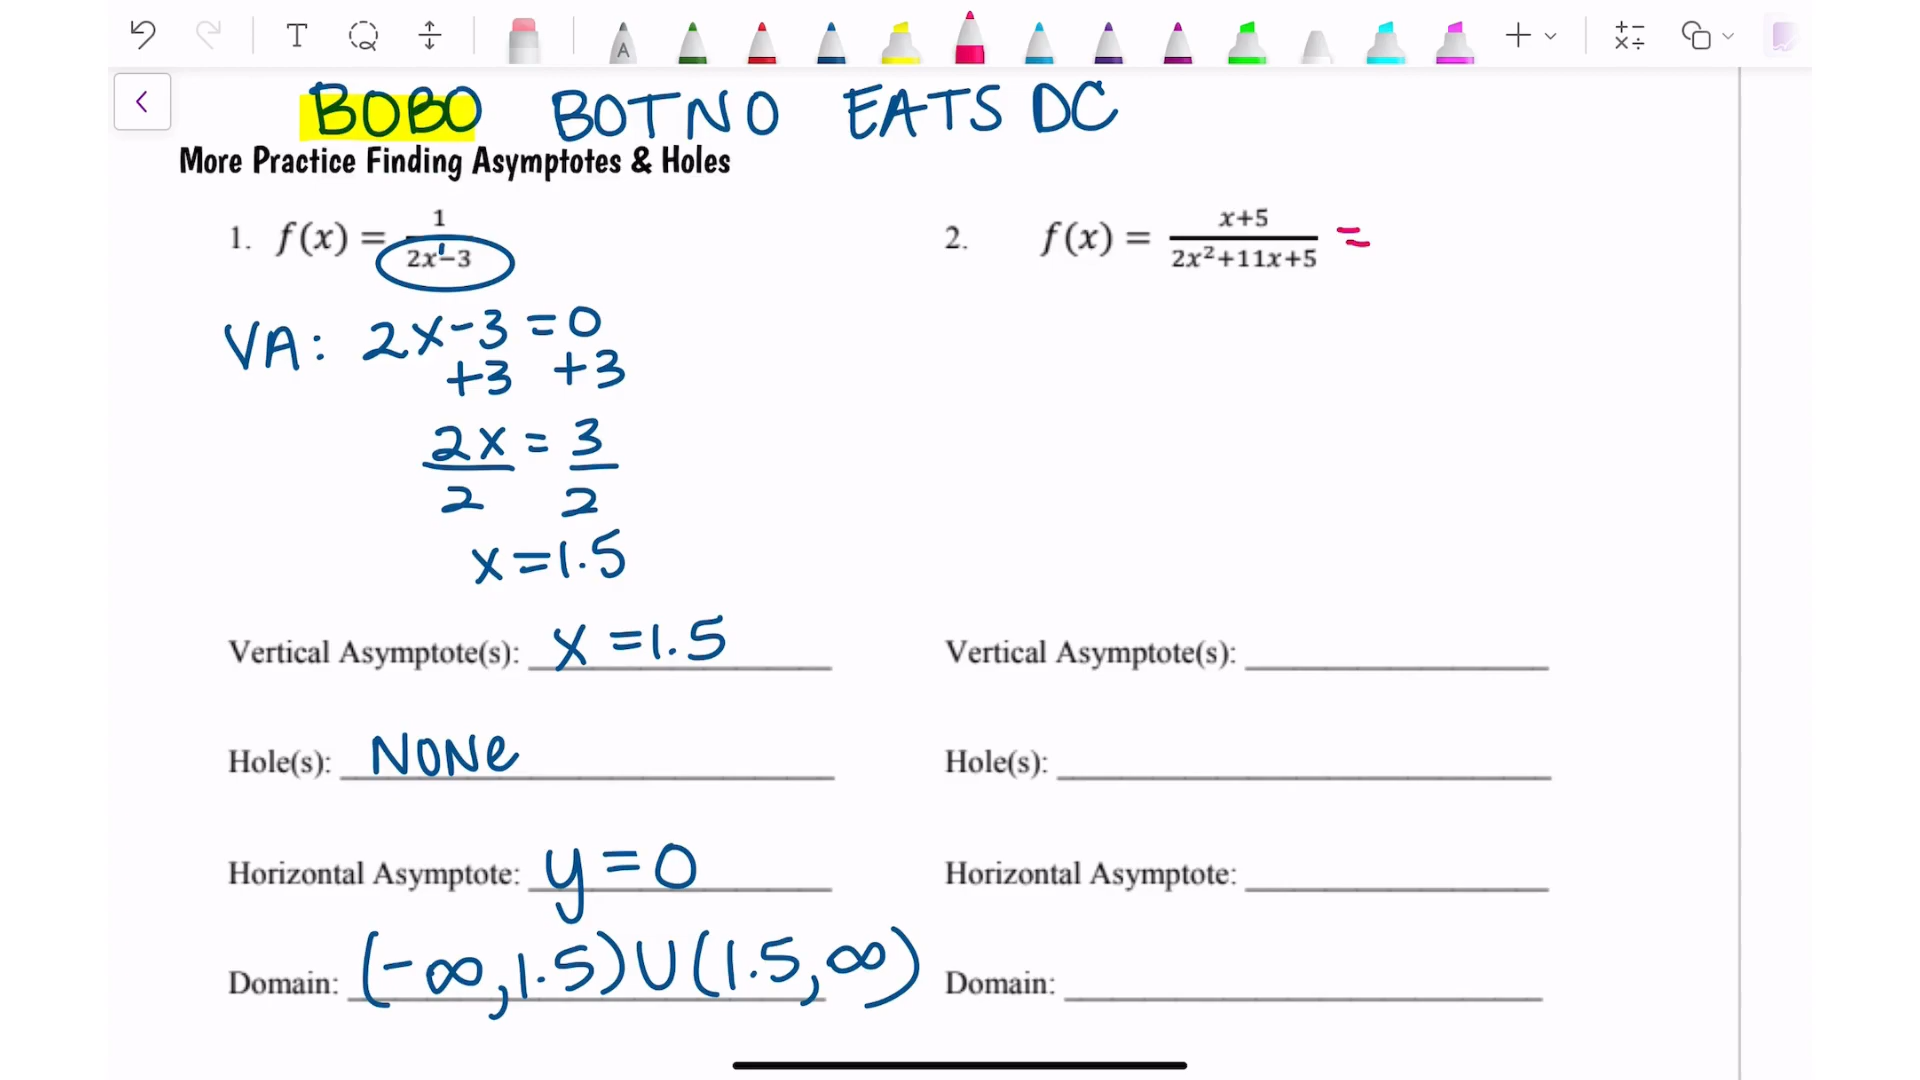 BOBO BOTNO EATS DC
More Practice Finding Asymptotes & Holes
1. f(x) = 1/(2x¹−3)
VA: 2x−3=0
+3 +3
2x = 3
2 2
x=1.5
Vertical Asymptote(s): x=1.5
Hole(s): NONe
Horizontal Asymptote: y=0
Domain: (-∞,1.5)∪(1.5,∞)
2. f(x) = (x+5)/(2x²+11x+5) =
Vertical Asymptote(s):
Hole(s):
Horizontal Asymptote:
Domain: